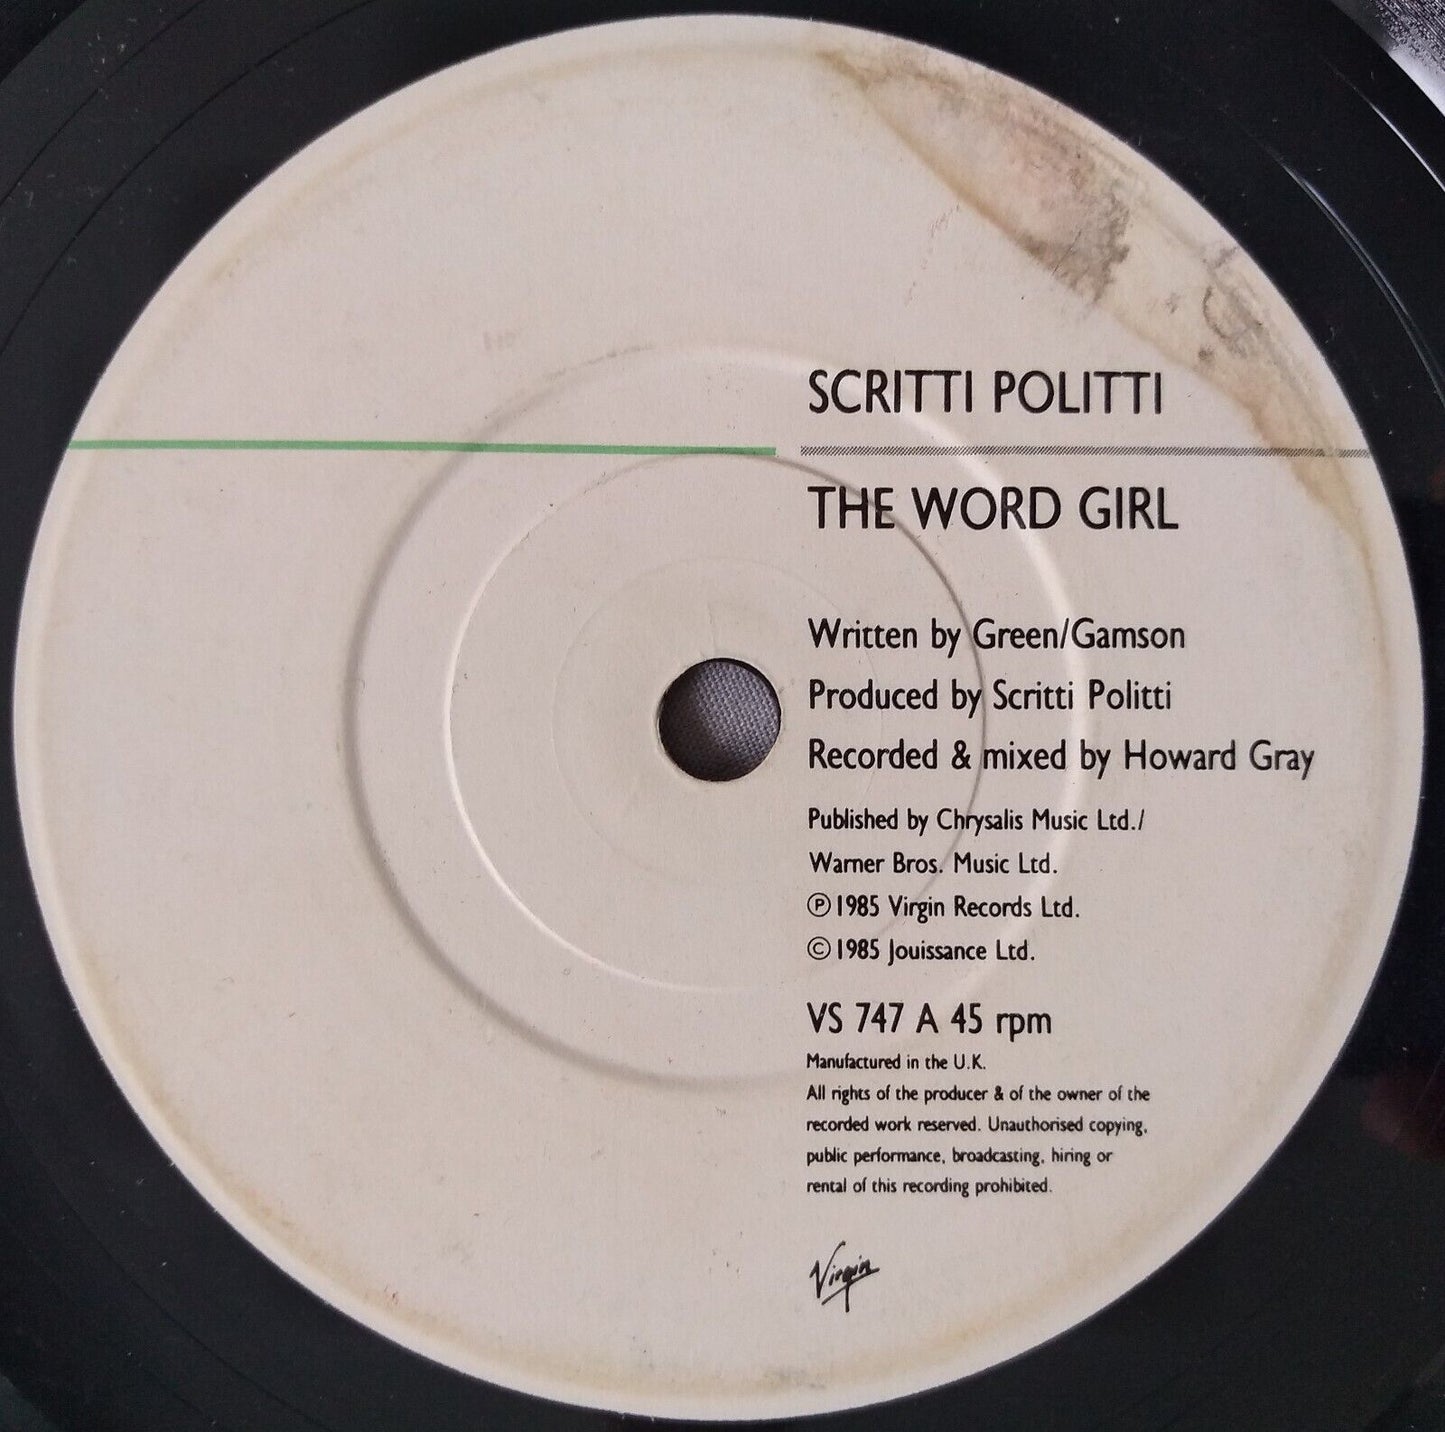 SCRITTI POLITTI
THE WORD GIRL
Written by Green/Gamson
Produced by Scritti Politti
Recorded & mixed by Howard Gray
Published by Chrysalis Music Ltd./
Warner Bros. Music Ltd.
℗1985 Virgin Records Ltd.
©1985 Jouissance Ltd.
VS 747 A 45 rpm
Manufactured in the U.K.
All rights of the producer & of the owner of the
recorded work reserved. Unauthorised copying,
public performance, broadcasting, hiring or
rental of this recording prohibited.
Virgin